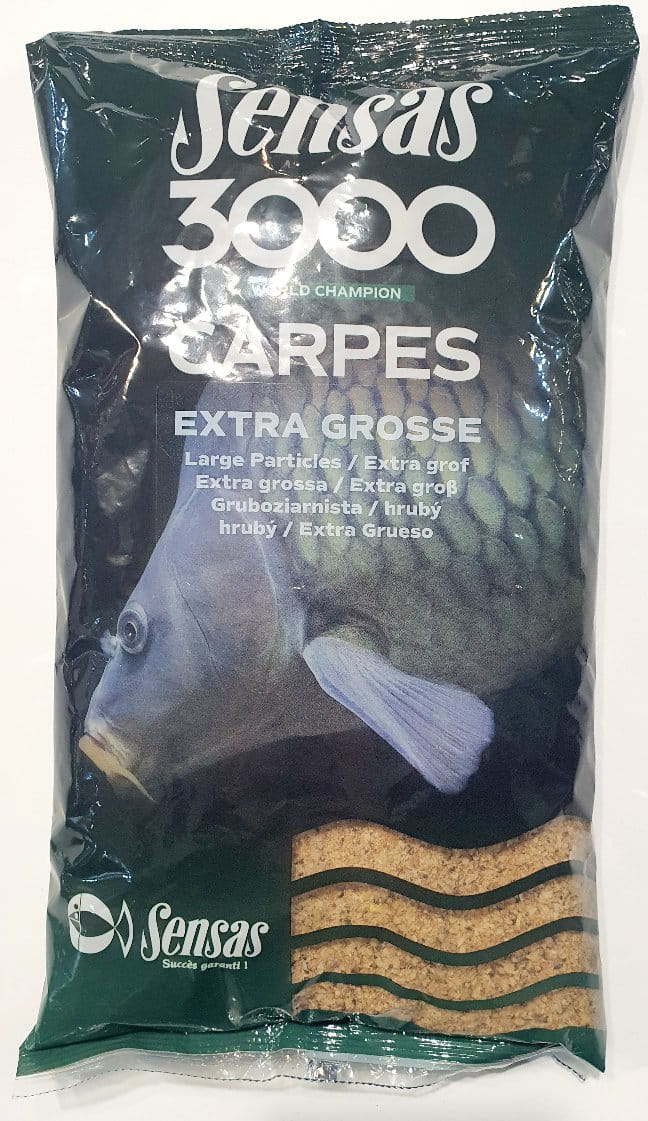 Sensas
3000
WORLD CHAMPION
CARPES
EXTRA GROSSE
Large Particles / Extra grof
Extra grossa / Extra groß
Gruboziarnista / hrubý
hrubý / Extra Grueso
Sensas
Succès garanti !